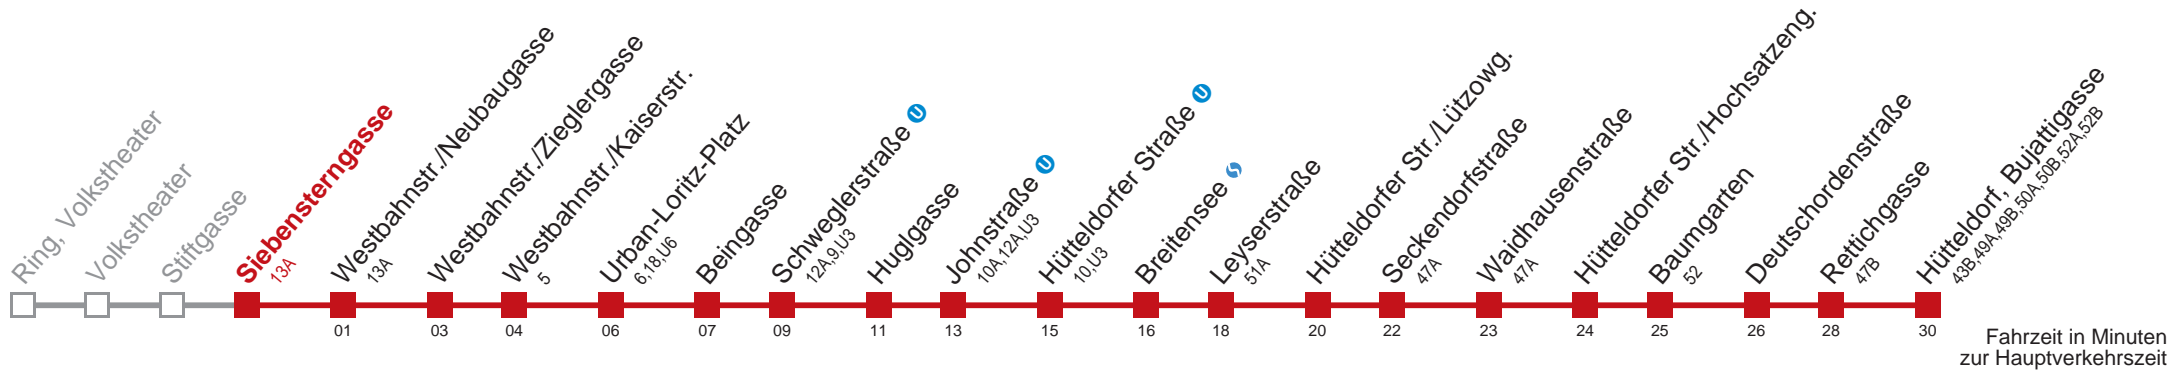 Ring, Volkstheater
Volkstheater
Stiftgasse
Siebensterngasse
13A
Westbahnstr./Neubaugasse
13A
Westbahnstr./Zieglergasse
Westbahnstr./Kaiserstr.
5
Urban-Loritz-Platz
6,18,U6
Beingasse
Schweglerstraße U
12A,9,U3
Huglgasse
Johnstraße U
10A,12A,U3
Hütteldorfer Straße U
10,U3
Breitensee
Leyserstraße
51A
Hütteldorfer Str./Lützowg.
Seckendorfstraße
47A
Waidhausenstraße
47A
Hütteldorfer Str./Hochsatzeng.
Baumgarten
52
Deutschordenstraße
Rettichgasse
47B
Hütteldorf, Bujattigasse
43B,49A,49B,50A,50B,52A,52B
01 03 04 06 07 09 11 13 15 16 18 20 22 23 24 25 26 28 30
Fahrzeit in Minuten
zur Hauptverkehrszeit